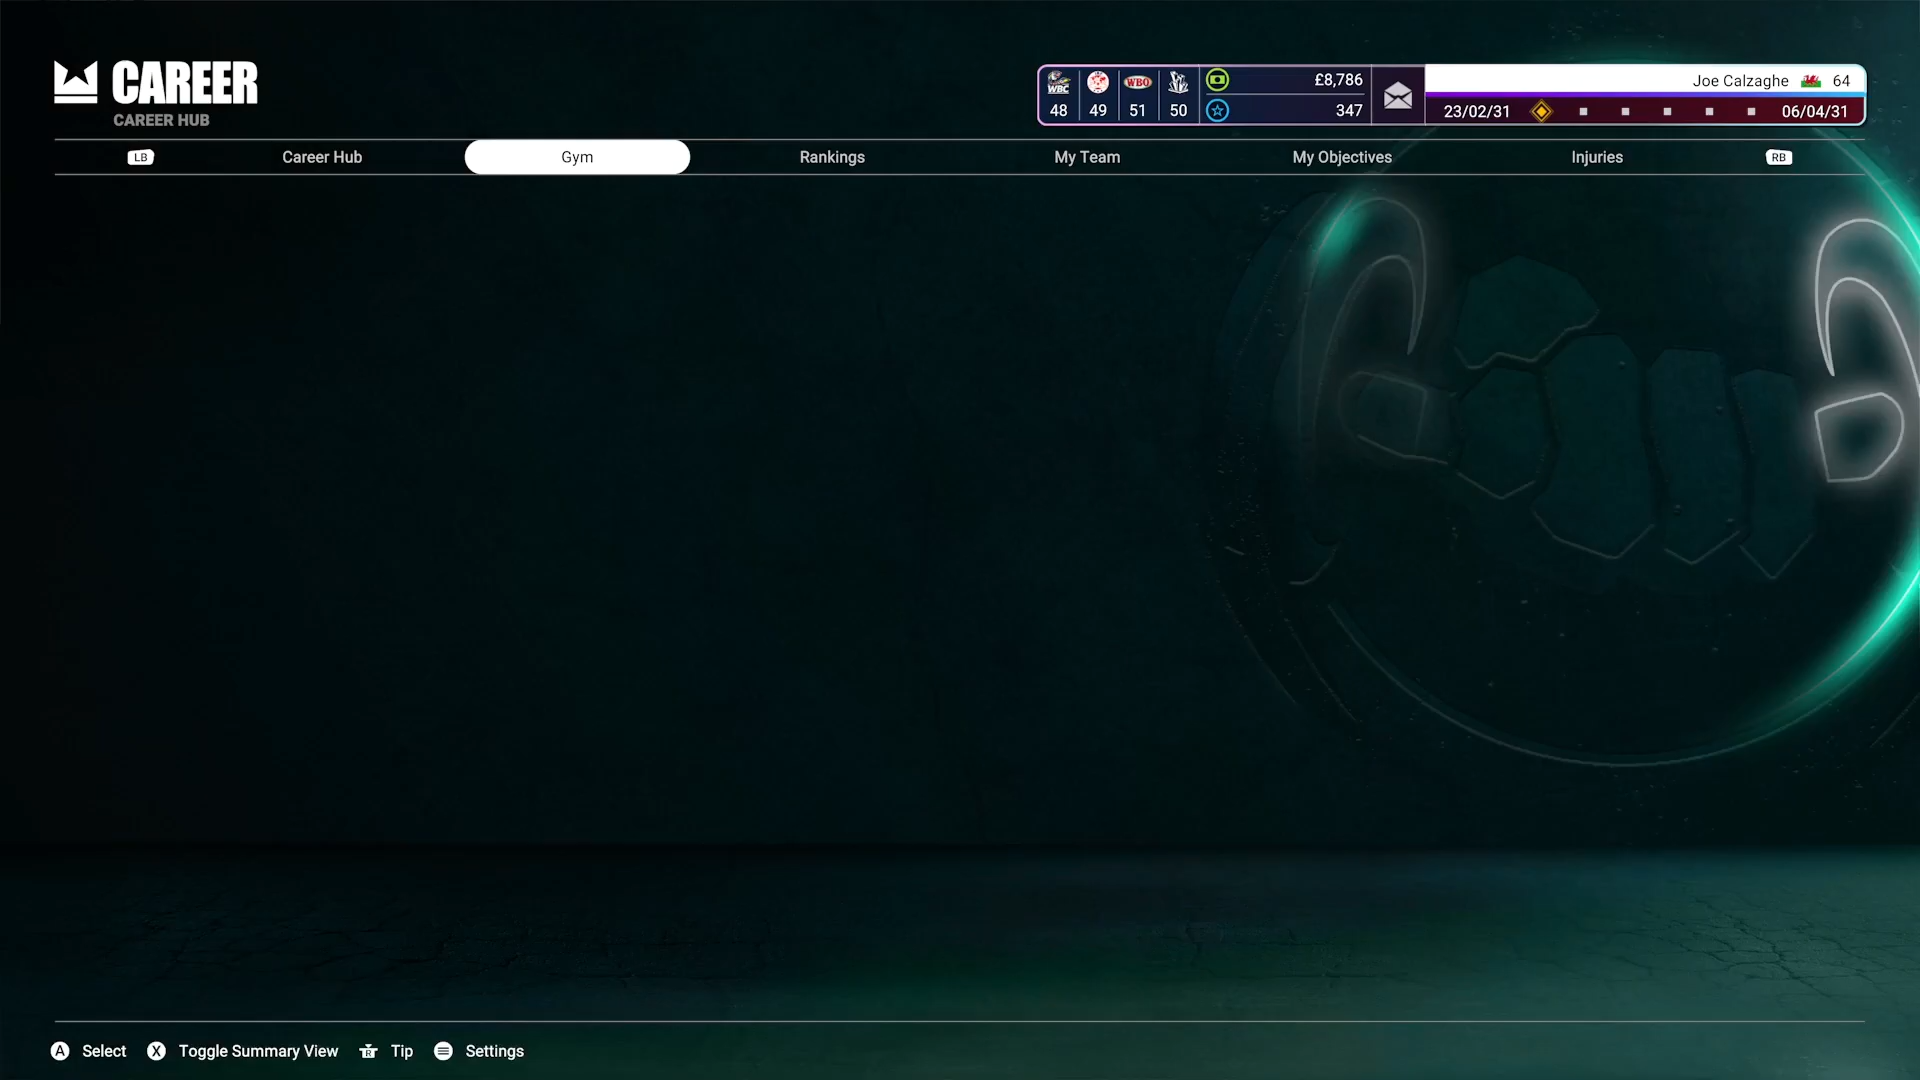 CAREER
CAREER HUB
WBC WBO
48 49 51 50
£8,786
347
Joe Calzaghe 64
23/02/31 06/04/31
LB Career Hub Gym Rankings My Team My Objectives Injuries RB
A Select X Toggle Summary View R Tip Settings